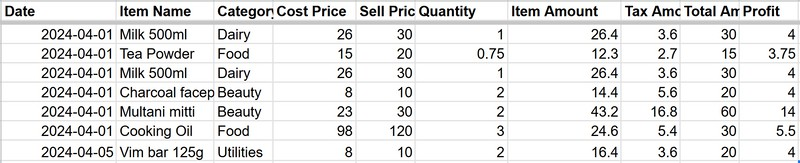 Date Item Name Category Cost Price Sell Pric Quantity Item Amount Tax Amo Total Am Profit
2024-04-01 Milk 500ml Dairy 26 30 1 26.4 3.6 30 4
2024-04-01 Tea Powder Food 15 20 0.75 12.3 2.7 15 3.75
2024-04-01 Milk 500ml Dairy 26 30 1 26.4 3.6 30 4
2024-04-01 Charcoal facep Beauty 8 10 2 14.4 5.6 20 4
2024-04-01 Multani mitti Beauty 23 30 2 43.2 16.8 60 14
2024-04-01 Cooking Oil Food 98 120 3 24.6 5.4 30 5.5
2024-04-05 Vim bar 125g Utilities 8 10 2 16.4 3.6 20 4